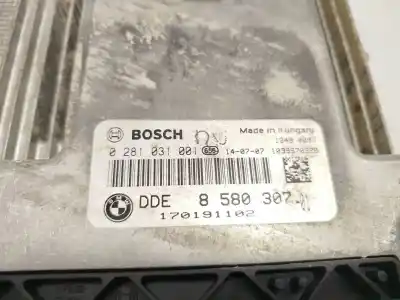 BOSCH
Made in Hungary
0 281 031 001 14-07-07
DDE 8 580 307
170191102